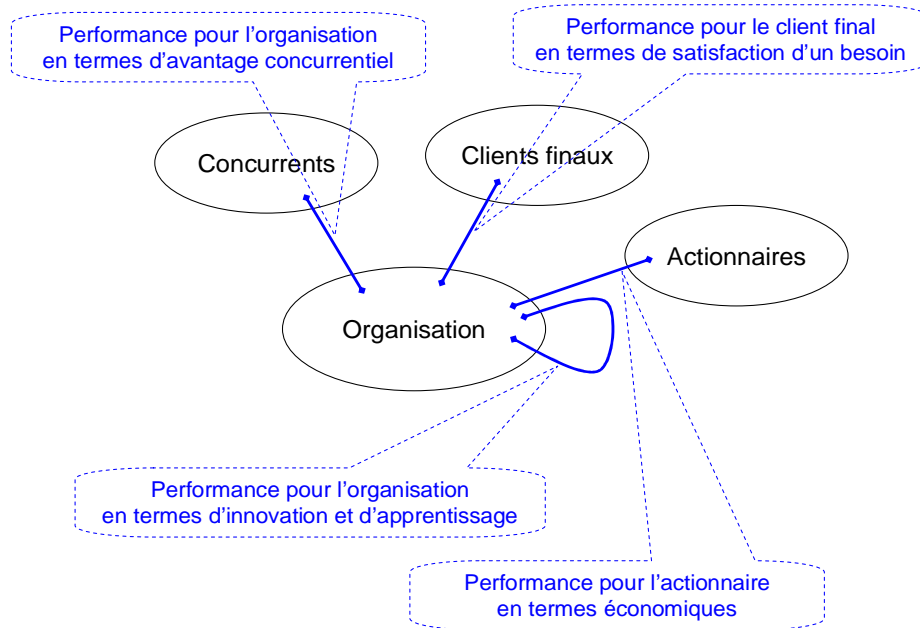 Performance pour l’organisation
en termes d’avantage concurrentiel
Performance pour le client final
en termes de satisfaction d’un besoin
Concurrents
Clients finaux
Actionnaires
Organisation
Performance pour l’organisation
en termes d’innovation et d’apprentissage
Performance pour l’actionnaire
en termes économiques